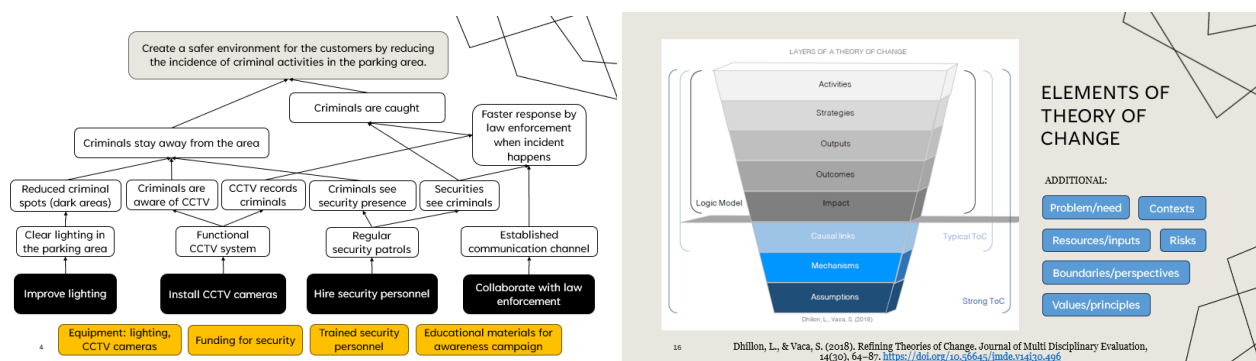 Create a safer environment for the customers by reducing
the incidence of criminal activities in the parking area.
Criminals are caught
Faster response by
law enforcement
when incident
happens
Criminals stay away from the area
Reduced criminal
spots (dark areas)
Criminals are
aware of CCTV
CCTV records
criminals
Criminals see
security presence
Securities
see criminals
Clear lighting in
the parking area
Functional
CCTV system
Regular
security patrols
Established
communication channel
Improve lighting
Install CCTV cameras
Hire security personnel
Collaborate with law
enforcement
Equipment: lighting,
CCTV cameras
Funding for security
Trained security
personnel
Educational materials for
awareness campaign
4
LAYERS OF A THEORY OF CHANGE
Activities
Strategies
Outputs
Outcomes
Impact
Logic Model
Causal links
Typical ToC
Mechanisms
Assumptions
Strong ToC
Dhillon, L., Vaca, S. (2018)
ELEMENTS OF
THEORY OF
CHANGE
ADDITIONAL:
Problem/need
Contexts
Resources/inputs
Risks
Boundaries/perspectives
Values/principles
16
Dhillon, L., & Vaca, S. (2018). Refining Theories of Change. Journal of Multi Disciplinary Evaluation,
14(30), 64–87. https://doi.org/10.56645/jmde.v14i30.496